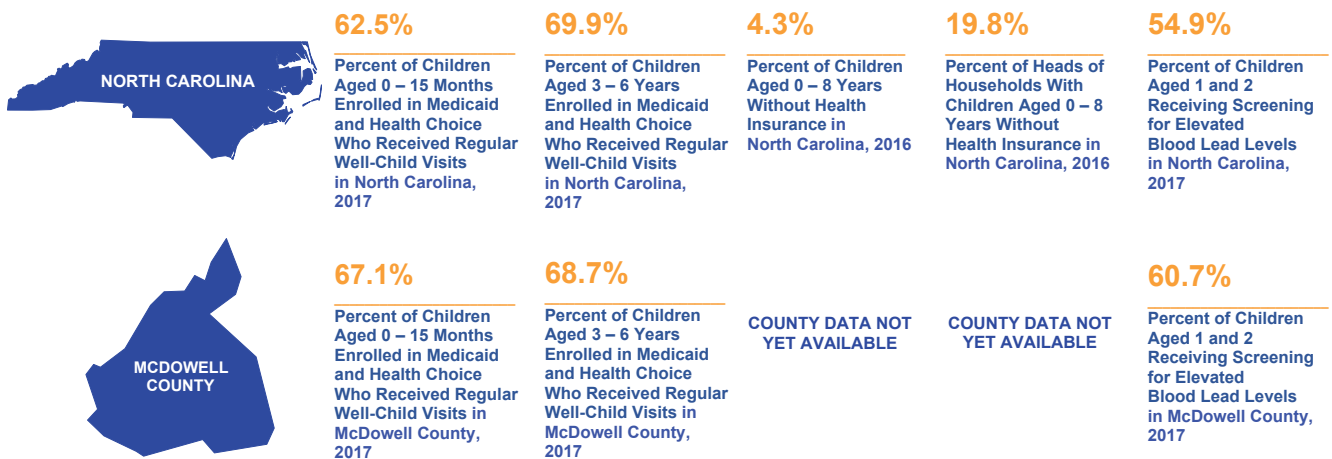 NORTH CAROLINA
62.5%
Percent of Children
Aged 0 – 15 Months
Enrolled in Medicaid
and Health Choice
Who Received Regular
Well-Child Visits
in North Carolina,
2017
69.9%
Percent of Children
Aged 3 – 6 Years
Enrolled in Medicaid
and Health Choice
Who Received Regular
Well-Child Visits
in North Carolina,
2017
4.3%
Percent of Children
Aged 0 – 8 Years
Without Health
Insurance in
North Carolina, 2016
19.8%
Percent of Heads of
Households With
Children Aged 0 – 8
Years Without
Health Insurance in
North Carolina, 2016
54.9%
Percent of Children
Aged 1 and 2
Receiving Screening
for Elevated
Blood Lead Levels
in North Carolina,
2017
MCDOWELL
COUNTY
67.1%
Percent of Children
Aged 0 – 15 Months
Enrolled in Medicaid
and Health Choice
Who Received Regular
Well-Child Visits in
McDowell County,
2017
68.7%
Percent of Children
Aged 3 – 6 Years
Enrolled in Medicaid
and Health Choice
Who Received Regular
Well-Child Visits in
McDowell County,
2017
COUNTY DATA NOT
YET AVAILABLE
COUNTY DATA NOT
YET AVAILABLE
60.7%
Percent of Children
Aged 1 and 2
Receiving Screening
for Elevated
Blood Lead Levels
in McDowell County,
2017